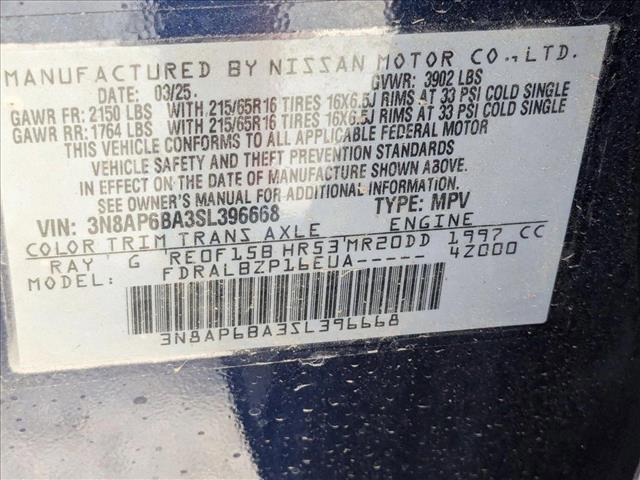 MANUFACTURED BY NISSAN MOTOR CO., LTD.
DATE: 03/25 GVWR: 3902 LBS
GAWR FR: 2150 LBS WITH 215/65R16 TIRES 16X6.5J RIMS AT 33 PSI COLD SINGLE
GAWR RR: 1764 LBS WITH 215/65R16 TIRES 16X6.5J RIMS AT 33 PSI COLD SINGLE
THIS VEHICLE CONFORMS TO ALL APPLICABLE FEDERAL MOTOR
VEHICLE SAFETY AND THEFT PREVENTION STANDARDS
IN EFFECT ON THE DATE OF MANUFACTURE SHOWN ABOVE.
SEE OWNER'S MANUAL FOR ADDITIONAL INFORMATION.
VIN: 3N8AP6BA3SL396668 TYPE: MPV
COLOR TRIM TRANS AXLE ENGINE
RAY G RE0F15B HR53 MR20DD 1997 CC
MODEL: FDRALBZP16EUA----- 4Z000
3N8AP6BA3SL396668